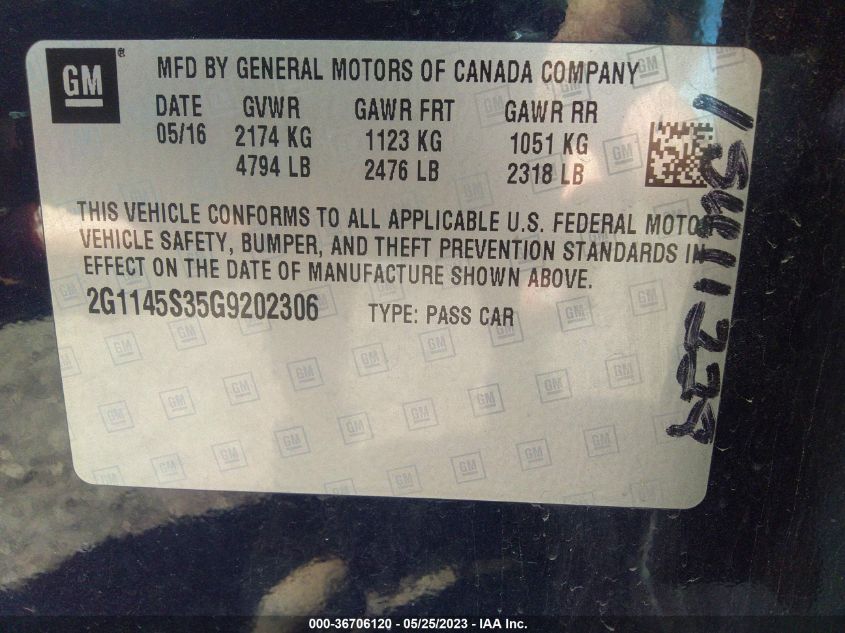 GM®
MFD BY GENERAL MOTORS OF CANADA COMPANY
DATE GVWR GAWR FRT GAWR RR
05/16 2174 KG 1123 KG 1051 KG
4794 LB 2476 LB 2318 LB
THIS VEHICLE CONFORMS TO ALL APPLICABLE U.S. FEDERAL MOTOR
VEHICLE SAFETY, BUMPER, AND THEFT PREVENTION STANDARDS IN
EFFECT ON THE DATE OF MANUFACTURE SHOWN ABOVE.
2G1145S35G9202306 TYPE: PASS CAR
000-36706120 - 05/25/2023 - IAA Inc.